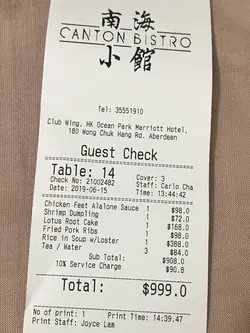 南海
CANTON BISTRO
小館
Tel: 35551910
Club Wing, HK Ocean Park Marriott Hotel,
180 Wong Chuk Hang Rd, Aberdeen
Guest Check
Table: 14 Cover: 3
Check No: 21002482 Staff: Carlo Cha
Date: 2019-06-15 Time: 13:44:42
Chicken Feet Alalone Sauce 1 $98.0
Shrimp Dumpling 1 $72.0
Lotus Root Cake 1 $168.0
Fried Pork Ribs 1 $98.0
Rice in Soup w/Loster 1 $388.0
Tea / Water 3 $84.0
Sub Total: $908.0
10% Service Charge $90.8
Total: $999.0
No of print: 1 Print Time: 14:39:47
Print Staff: Joyce Lam